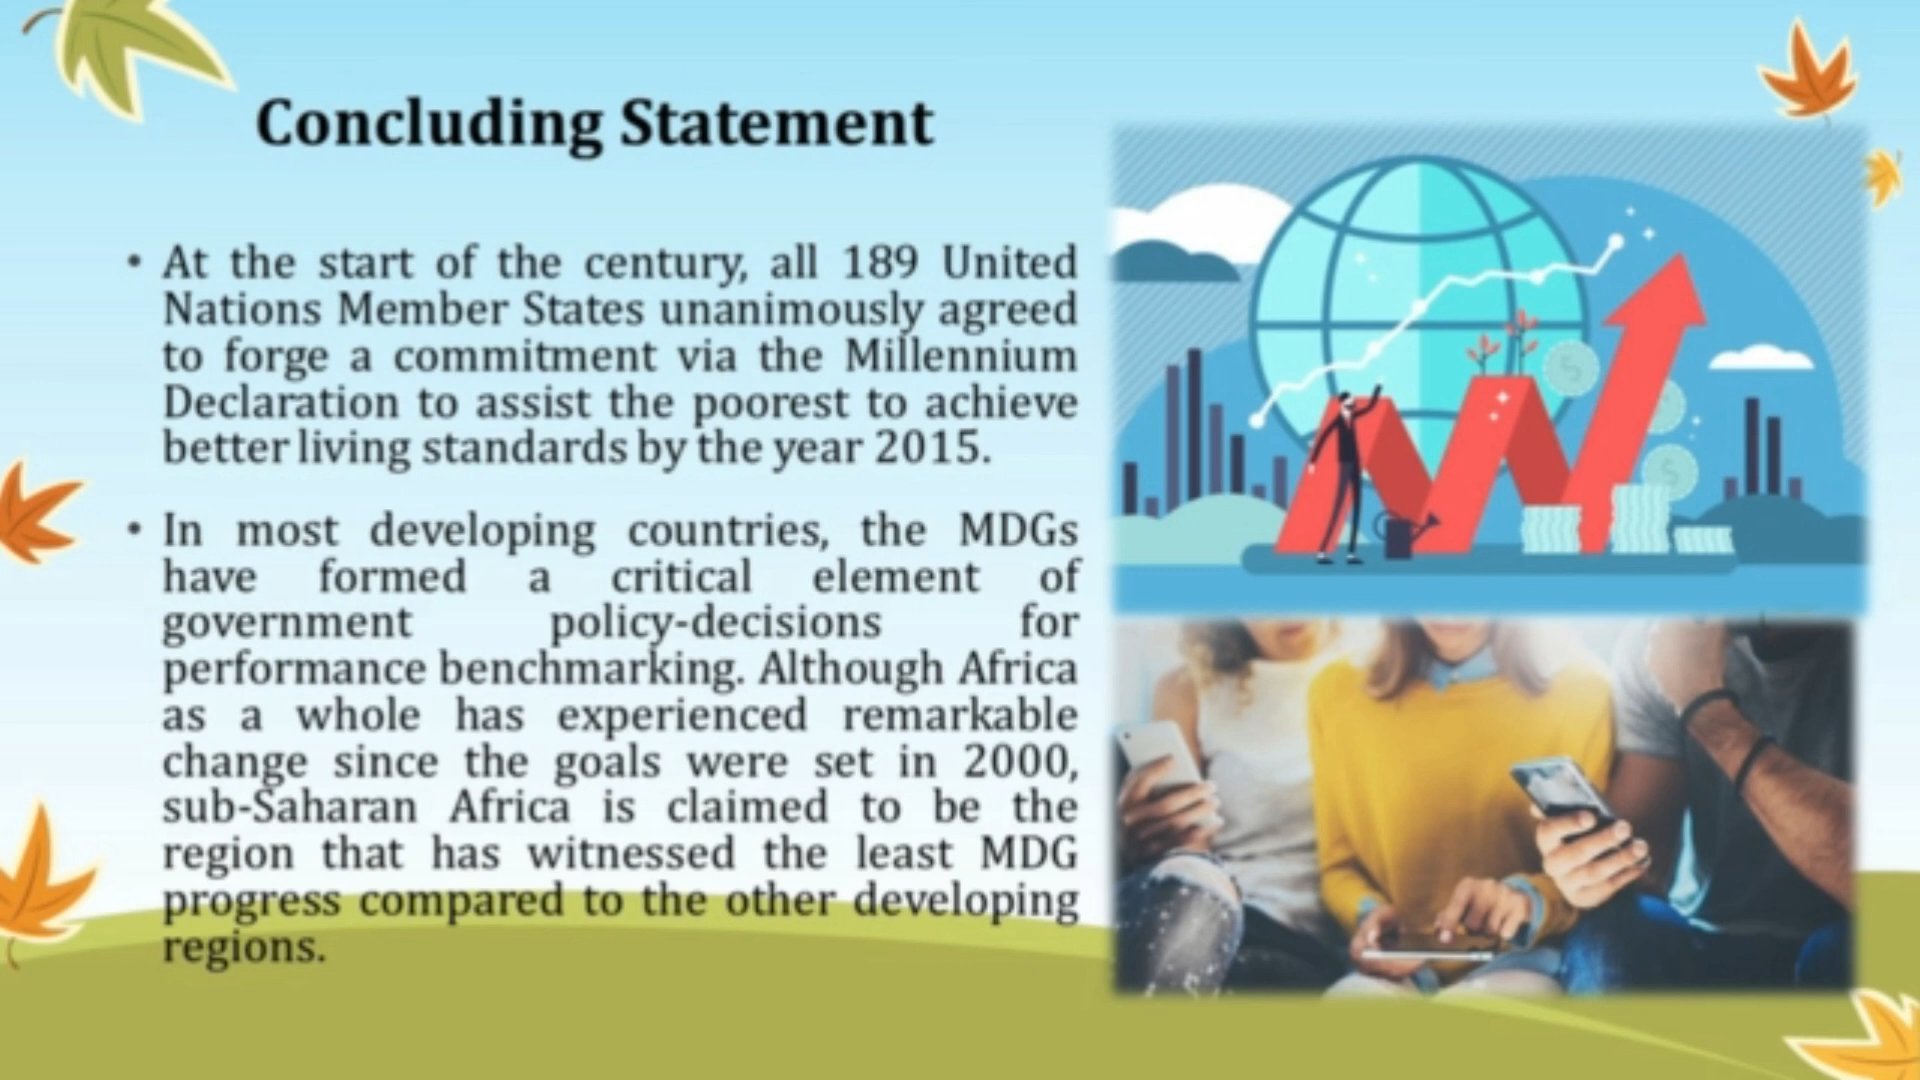 Concluding Statement
• At the start of the century, all 189 United
Nations Member States unanimously agreed
to forge a commitment via the Millennium
Declaration to assist the poorest to achieve
better living standards by the year 2015.
• In most developing countries, the MDGs
have formed a critical element of
government policy-decisions for
performance benchmarking. Although Africa
as a whole has experienced remarkable
change since the goals were set in 2000,
sub-Saharan Africa is claimed to be the
region that has witnessed the least MDG
progress compared to the other developing
regions.